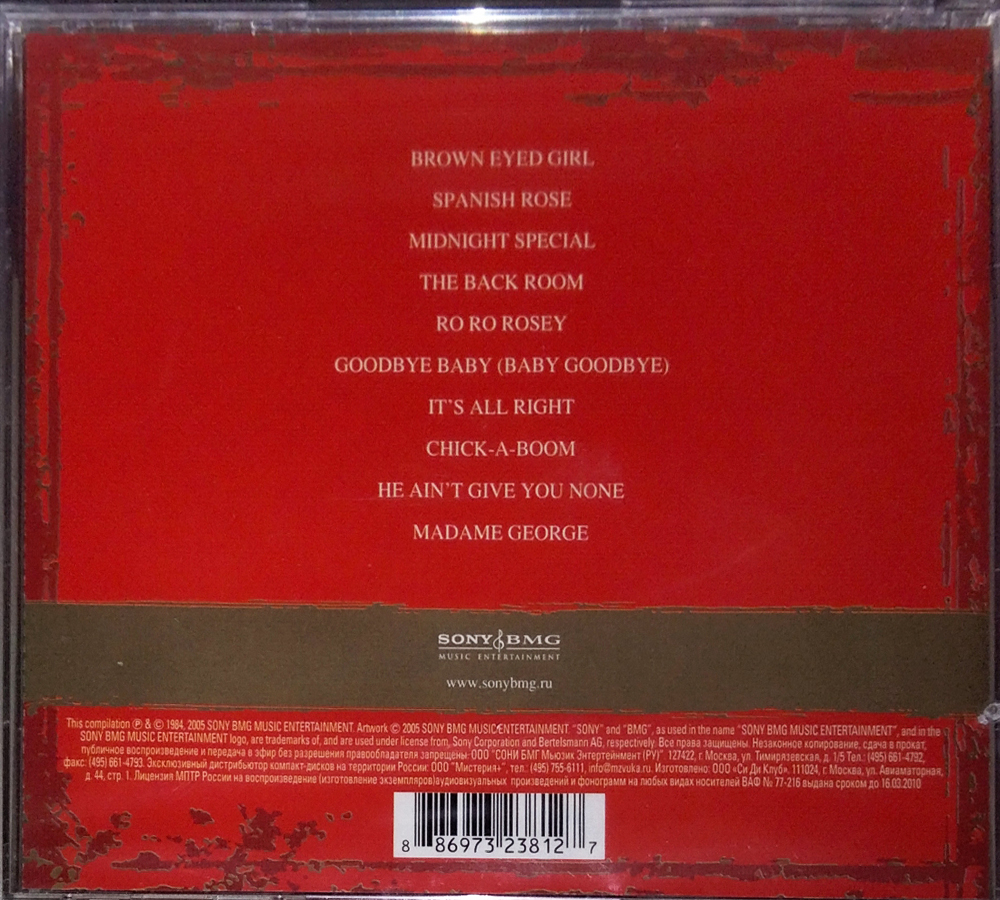 BROWN EYED GIRL
SPANISH ROSE
MIDNIGHT SPECIAL
THE BACK ROOM
RO RO ROSEY
GOODBYE BABY (BABY GOODBYE)
IT'S ALL RIGHT
CHICK-A-BOOM
HE AIN'T GIVE YOU NONE
MADAME GEORGE
SONY BMG
MUSIC ENTERTAINMENT
www.sonybmg.ru
This compilation ℗ & © 1984, 2005 SONY BMG MUSIC ENTERTAINMENT. Artwork © 2005 SONY BMG MUSIC ENTERTAINMENT. "SONY" and "BMG", as used in the name "SONY BMG MUSIC ENTERTAINMENT", and in the
SONY BMG MUSIC ENTERTAINMENT logo, are trademarks of, and are used under license from, Sony Corporation and Bertelsmann AG, respectively. Все права защищены. Незаконное копирование, сдача в прокат,
публичное воспроизведение и передача в эфир без разрешения правообладателя запрещены. ООО "СОНИ БМГ Мьюзик Энтертейнмент (РУ)" 127422, г. Москва, ул. Тимирязевская, д. 1/5 Тел.: (495) 661-4792,
факс: (495) 661-4793. Эксклюзивный дистрибьютор компакт-дисков на территории России: ООО "Мистерия+", тел.: (495) 755-6111, info@mzvuka.ru. Изготовлено: ООО «Си Ди Клуб». 111024, г. Москва, ул. Авиамоторная,
д. 44, стр. 1. Лицензия МПТР России на воспроизведение (изготовление экземпляров)аудиовизуальных произведений и фонограмм на любых видах носителей ВАФ № 77-216 выдана сроком до 16.03.2010
8 86973 23812 7